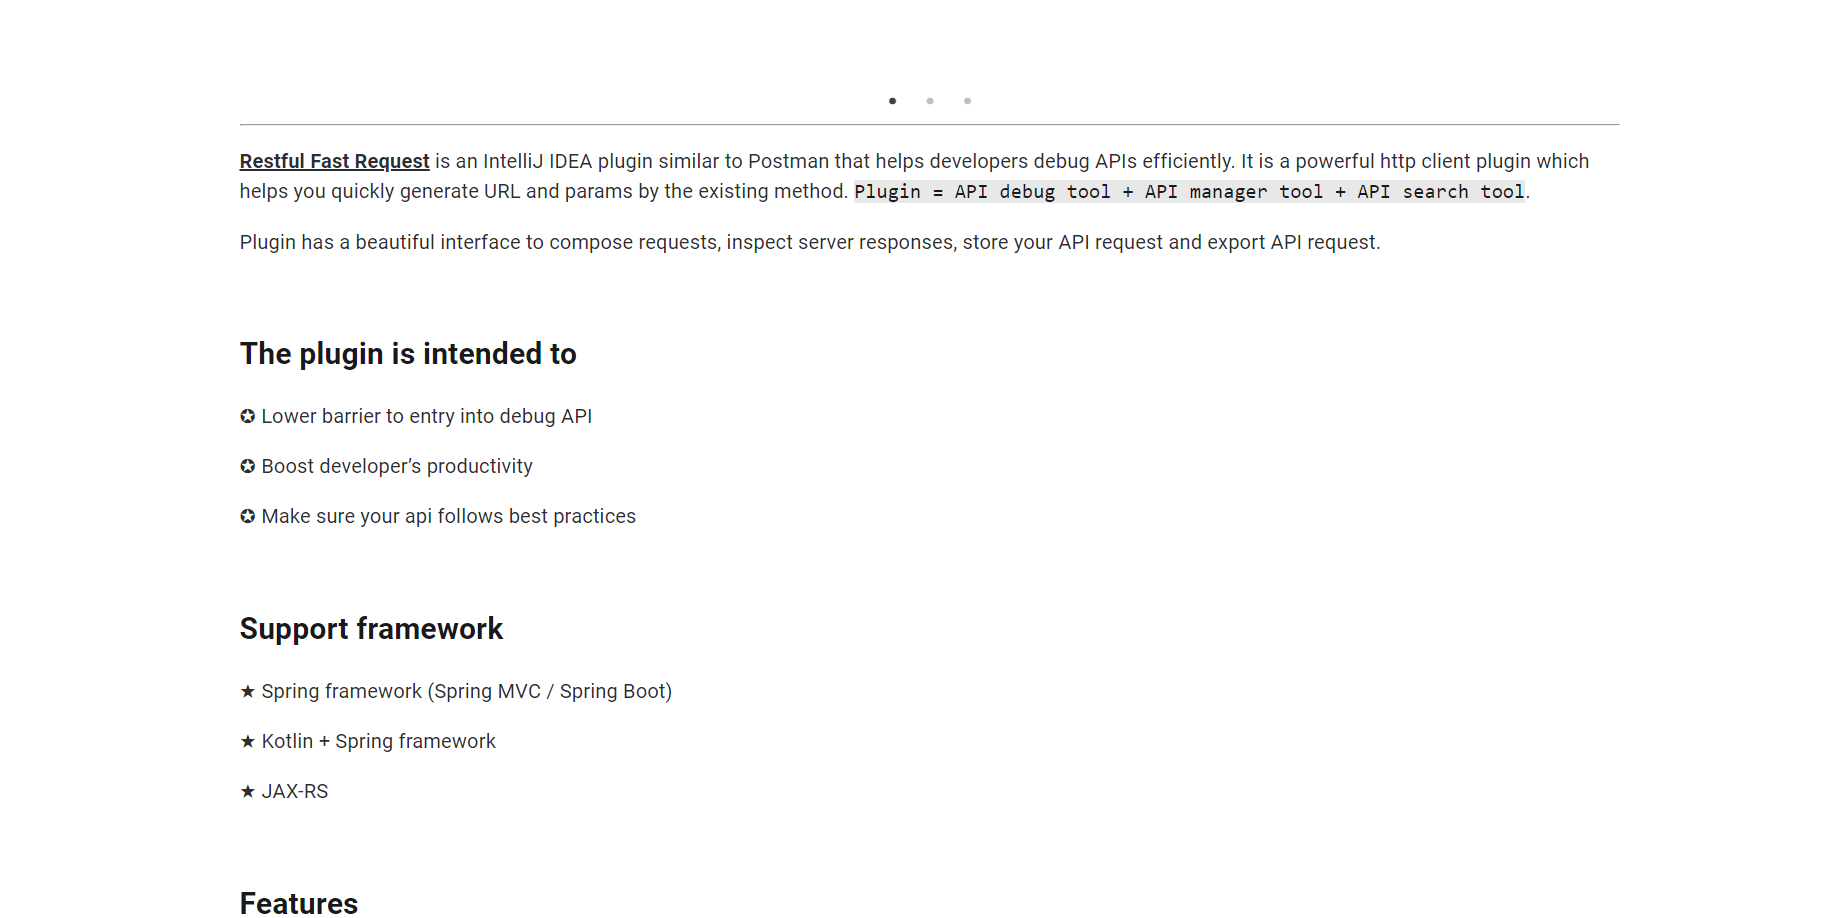 Restful Fast Request is an IntelliJ IDEA plugin similar to Postman that helps developers debug APIs efficiently. It is a powerful http client plugin which
helps you quickly generate URL and params by the existing method. Plugin = API debug tool + API manager tool + API search tool.
Plugin has a beautiful interface to compose requests, inspect server responses, store your API request and export API request.
The plugin is intended to
✪ Lower barrier to entry into debug API
✪ Boost developer’s productivity
✪ Make sure your api follows best practices
Support framework
★ Spring framework (Spring MVC / Spring Boot)
★ Kotlin + Spring framework
★ JAX-RS
Features